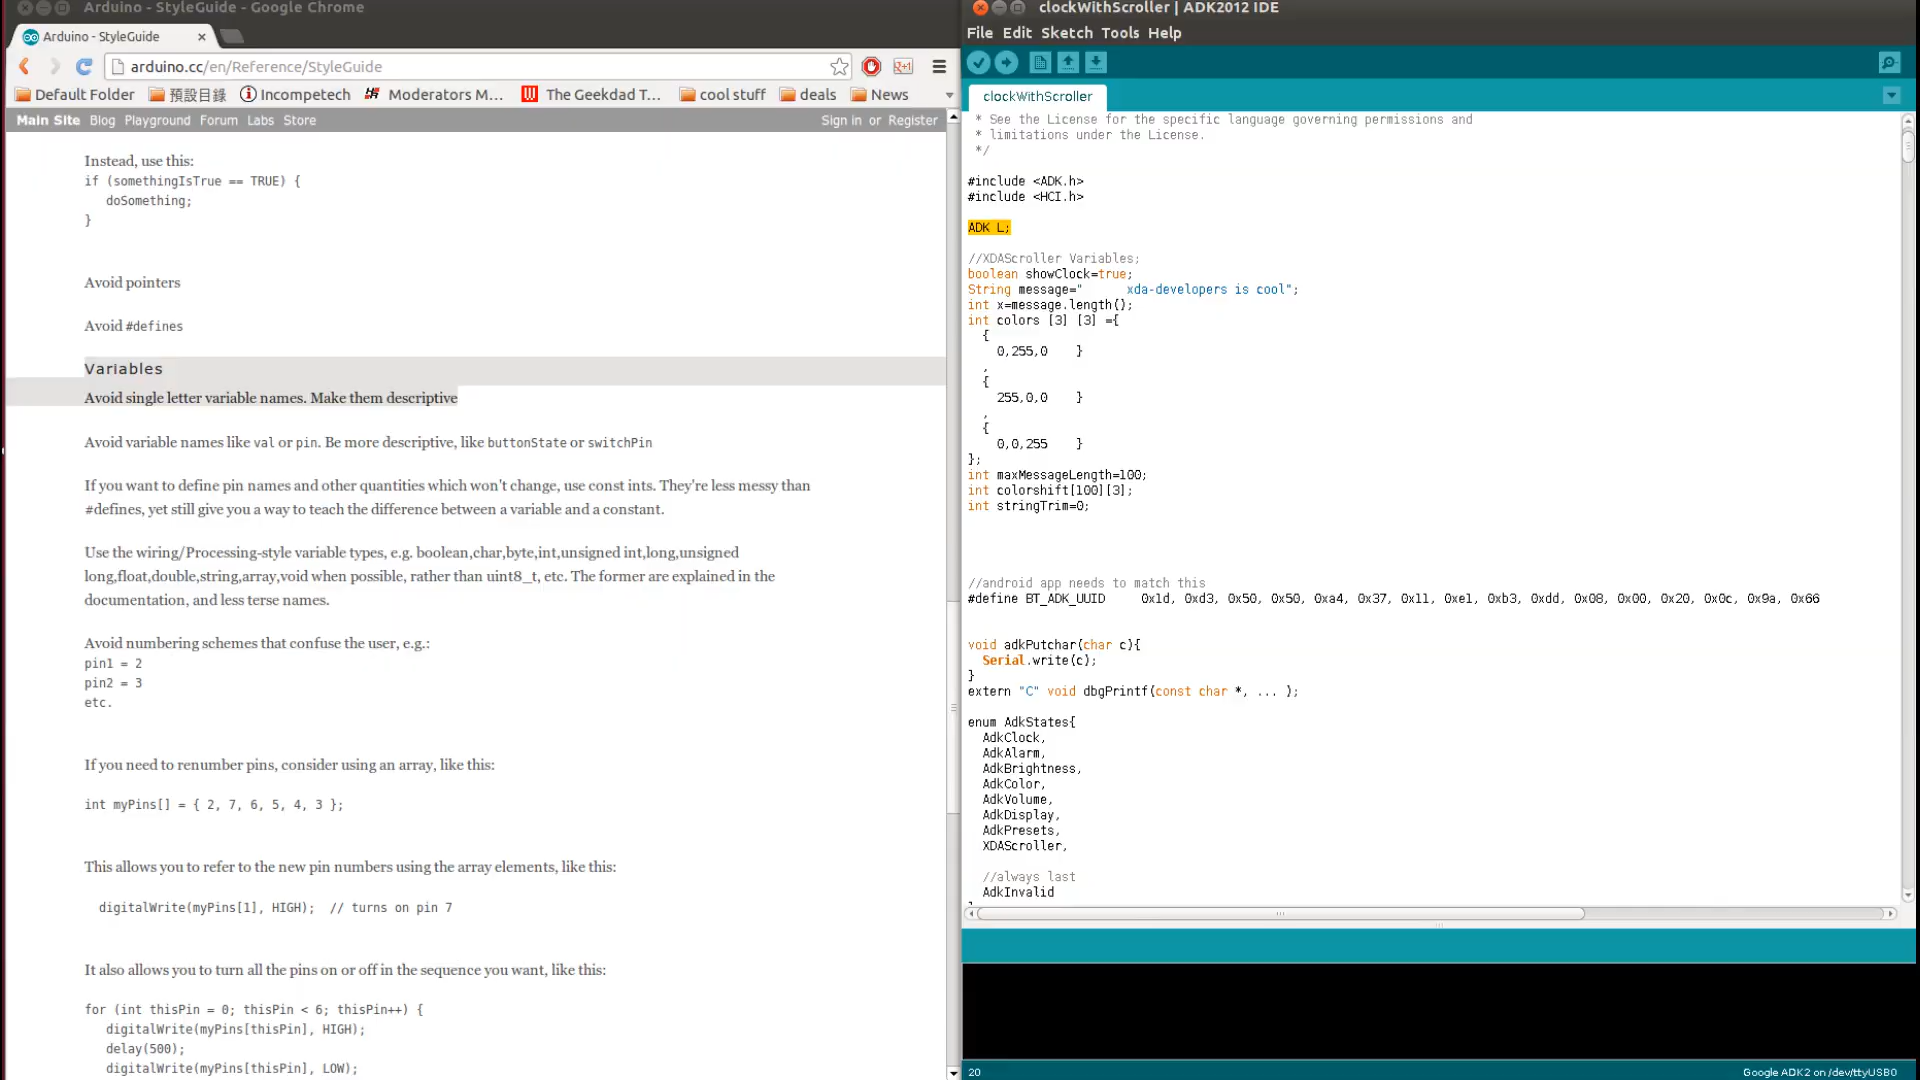 Arduino - StyleGuide - Google Chrome
Arduino - StyleGuide
arduino.cc/en/Reference/StyleGuide
Default Folder 預設目錄 Incompetech Moderators M... The Geekdad T... cool stuff deals News
Main Site Blog Playground Forum Labs Store Sign in or Register
Instead, use this:
if (somethingIsTrue == TRUE) {
doSomething;
}
Avoid pointers
Avoid #defines
Variables
Avoid single letter variable names. Make them descriptive
Avoid variable names like val or pin. Be more descriptive, like buttonState or switchPin
If you want to define pin names and other quantities which won't change, use const ints. They're less messy than
#defines, yet still give you a way to teach the difference between a variable and a constant.
Use the wiring/Processing-style variable types, e.g. boolean,char,byte,int,unsigned int,long,unsigned
long,float,double,string,array,void when possible, rather than uint8_t, etc. The former are explained in the
documentation, and less terse names.
Avoid numbering schemes that confuse the user, e.g.:
pin1 = 2
pin2 = 3
etc.
If you need to renumber pins, consider using an array, like this:
int myPins[] = { 2, 7, 6, 5, 4, 3 };
This allows you to refer to the new pin numbers using the array elements, like this:
digitalWrite(myPins[1], HIGH);  // turns on pin 7
It also allows you to turn all the pins on or off in the sequence you want, like this:
for (int thisPin = 0; thisPin < 6; thisPin++) {
digitalWrite(myPins[thisPin], HIGH);
delay(500);
digitalWrite(myPins[thisPin], LOW);
clockWithScroller | ADK2012 IDE
File Edit Sketch Tools Help
clockWithScroller
* See the License for the specific language governing permissions and
* limitations under the License.
*/
#include <ADK.h>
#include <HCI.h>
ADK L;
//XDAScroller Variables;
boolean showClock=true;
String message="      xda-developers is cool";
int x=message.length();
int colors [3] [3] ={
{
0,255,0    }
,
{
255,0,0    }
,
{
0,0,255    }
};
int maxMessageLength=100;
int colorshift[100][3];
int stringTrim=0;
//android app needs to match this
#define BT_ADK_UUID     0x1d, 0xd3, 0x50, 0x50, 0xa4, 0x37, 0x11, 0xe1, 0xb3, 0xdd, 0x08, 0x00, 0x20, 0x0c, 0x9a, 0x66
void adkPutchar(char c){
Serial.write(c);
}
extern "C" void dbgPrintf(const char *, ... );
enum AdkStates{
AdkClock,
AdkAlarm,
AdkBrightness,
AdkColor,
AdkVolume,
AdkDisplay,
AdkPresets,
XDAScroller,
//always last
AdkInvalid
20 Google ADK2 on /dev/ttyUSB0